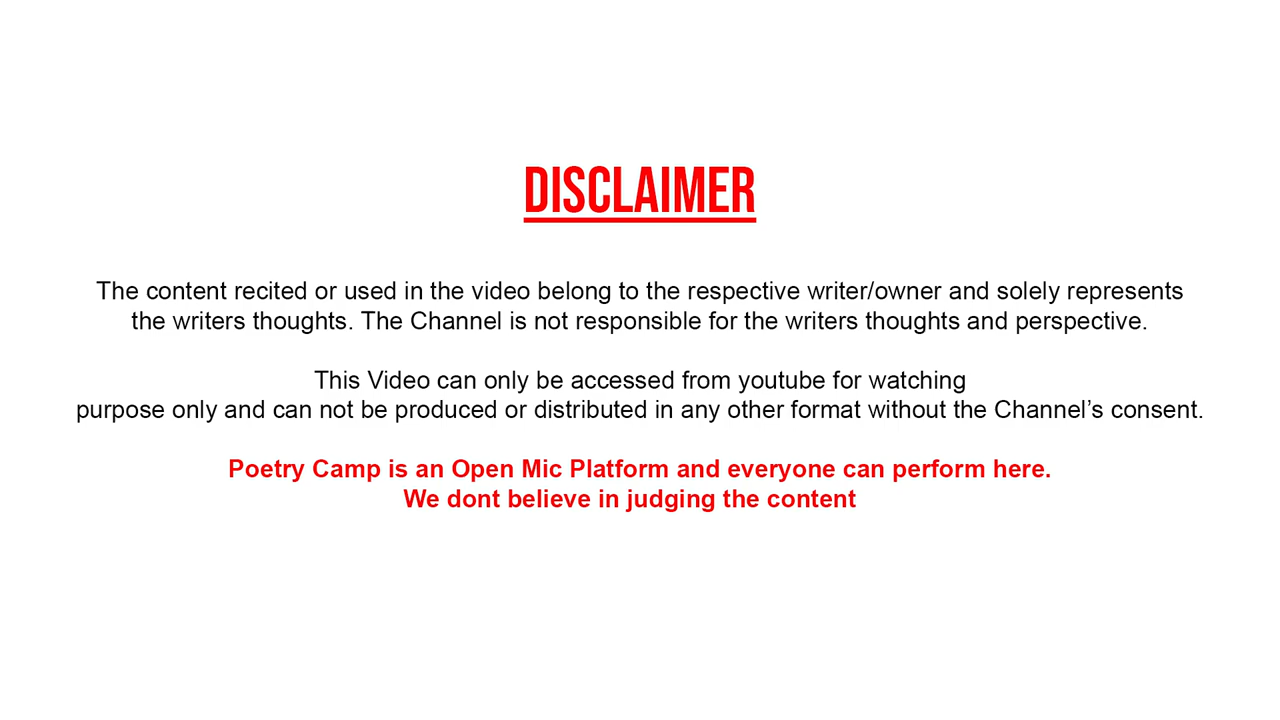 DISCLAIMER
The content recited or used in the video belong to the respective writer/owner and solely represents
the writers thoughts. The Channel is not responsible for the writers thoughts and perspective.
This Video can only be accessed from youtube for watching
purpose only and can not be produced or distributed in any other format without the Channel’s consent.
Poetry Camp is an Open Mic Platform and everyone can perform here.
We dont believe in judging the content